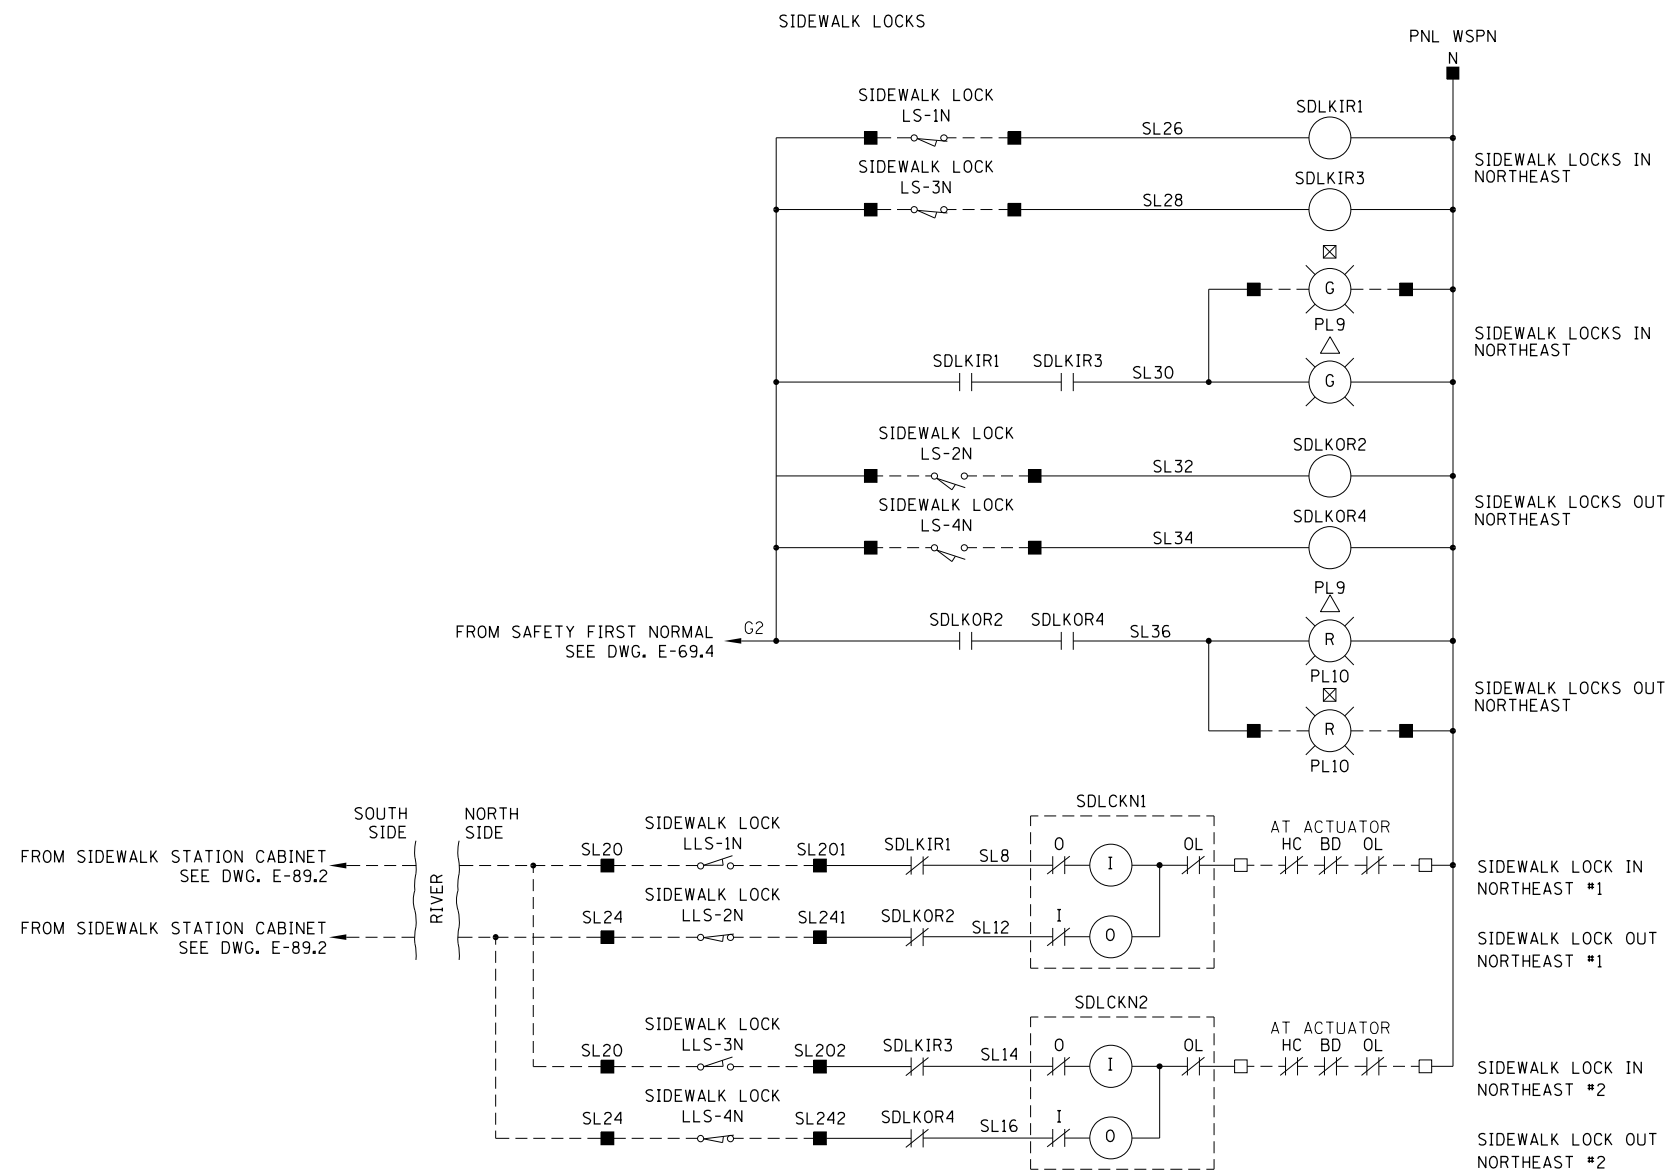 SIDEWALK LOCKS
PNL WSPN
N
SIDEWALK LOCK
LS-1N
SL26
SDLKIR1
SIDEWALK LOCKS IN
NORTHEAST
SIDEWALK LOCK
LS-3N
SL28
SDLKIR3
G
PL9
SIDEWALK LOCKS IN
NORTHEAST
SDLKIR1
SDLKIR3
SL30
G
PL9
SIDEWALK LOCK
LS-2N
SL32
SDLKOR2
SIDEWALK LOCKS OUT
NORTHEAST
SIDEWALK LOCK
LS-4N
SL34
SDLKOR4
FROM SAFETY FIRST NORMAL
SEE DWG. E-69.4
G2
SDLKOR2
SDLKOR4
SL36
R
PL10
SIDEWALK LOCKS OUT
NORTHEAST
R
PL10
SOUTH
SIDE
RIVER
NORTH
SIDE
FROM SIDEWALK STATION CABINET
SEE DWG. E-89.2
SL20
SIDEWALK LOCK
LLS-1N
SL201
SDLKIR1
SL8
SDLCKN1
O
I
OL
AT ACTUATOR
HC BD OL
SIDEWALK LOCK IN
NORTHEAST #1
FROM SIDEWALK STATION CABINET
SEE DWG. E-89.2
SL24
SIDEWALK LOCK
LLS-2N
SL241
SDLKOR2
SL12
I
O
SIDEWALK LOCK OUT
NORTHEAST #1
SL20
SIDEWALK LOCK
LLS-3N
SL202
SDLKIR3
SL14
SDLCKN2
O
I
OL
AT ACTUATOR
HC BD OL
SIDEWALK LOCK IN
NORTHEAST #2
SL24
SIDEWALK LOCK
LLS-4N
SL242
SDLKOR4
SL16
I
O
SIDEWALK LOCK OUT
NORTHEAST #2